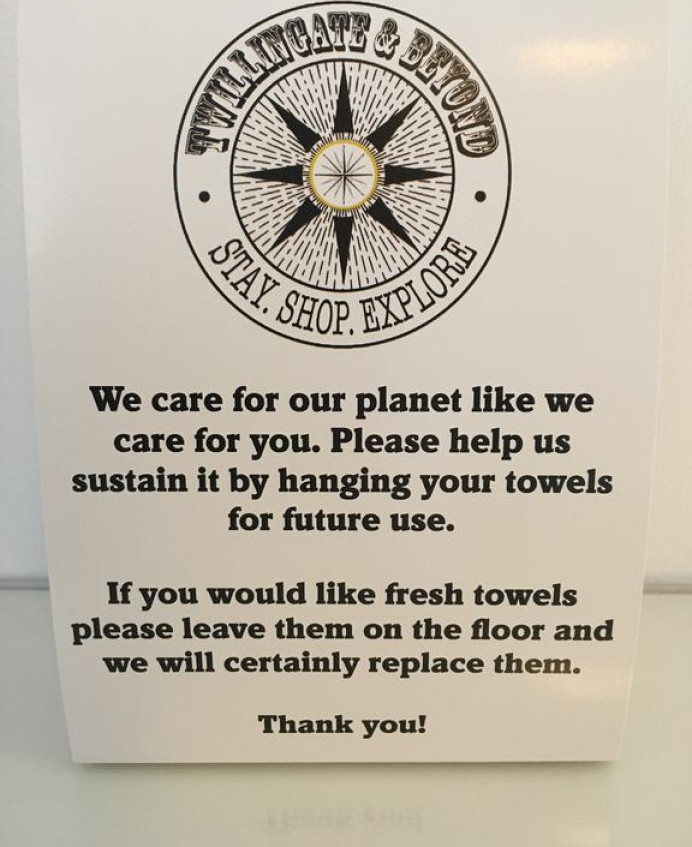 TWILLINGATE & BEYOND
STAY. SHOP. EXPLORE
We care for our planet like we
care for you. Please help us
sustain it by hanging your towels
for future use.
If you would like fresh towels
please leave them on the floor and
we will certainly replace them.
Thank you!